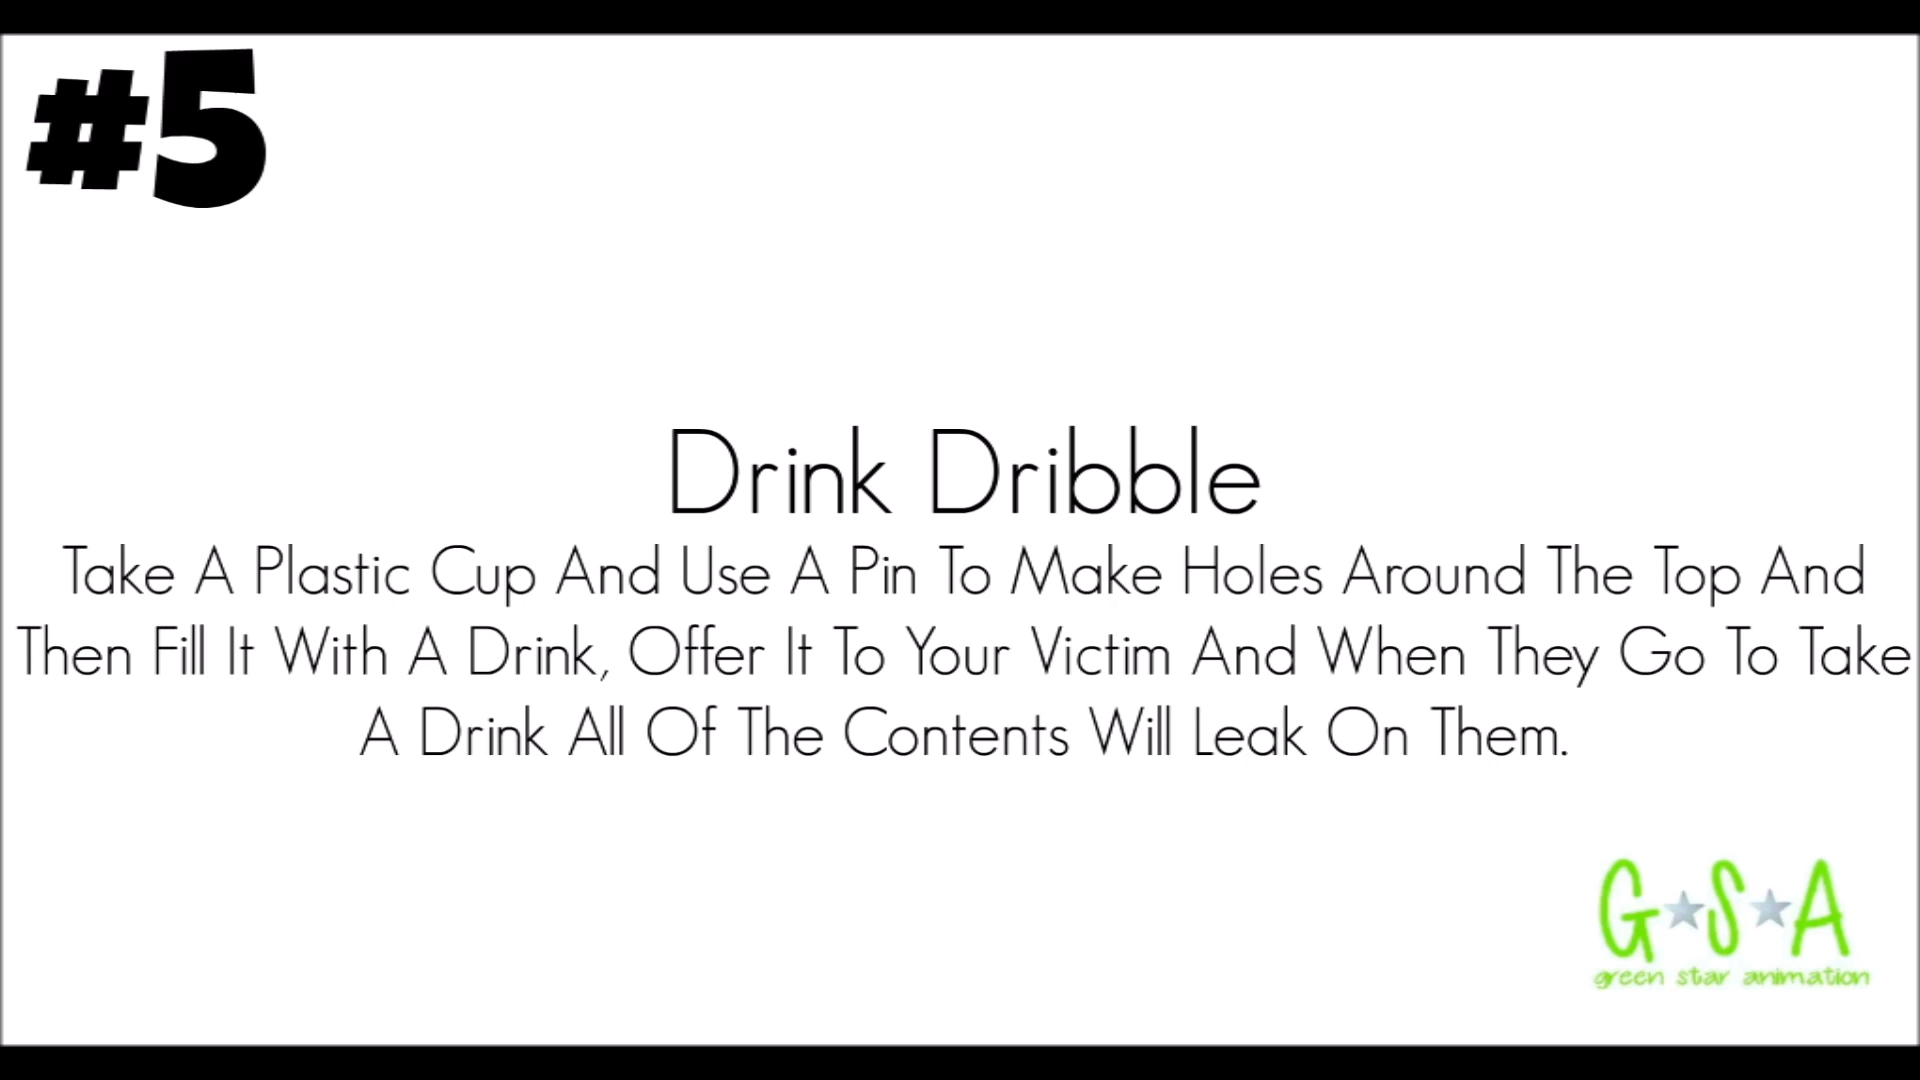 #5
Drink Dribble
Take A Plastic Cup And Use A Pin To Make Holes Around The Top And
Then Fill It With A Drink, Offer It To Your Victim And When They Go To Take
A Drink All Of The Contents Will Leak On Them.
G★S★A
green star animation